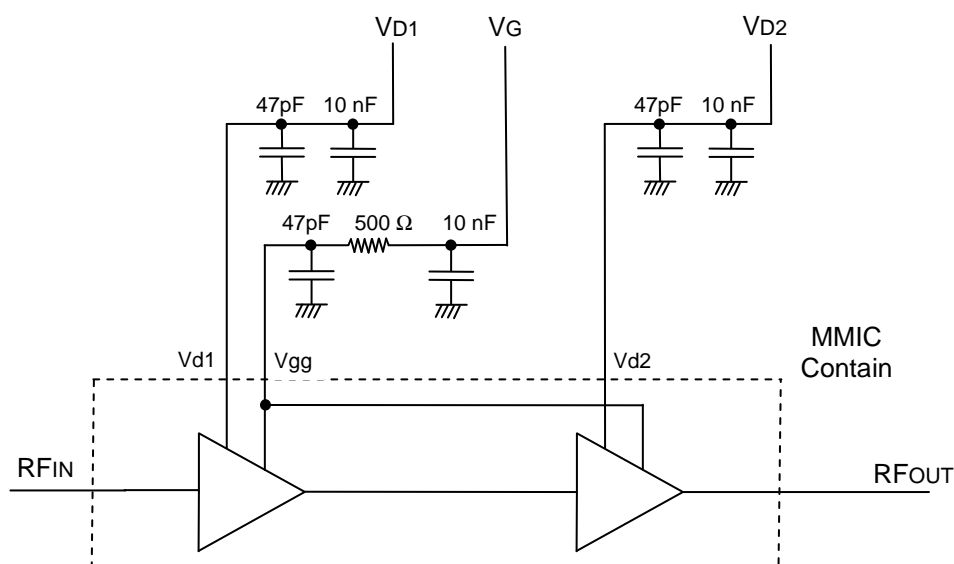 VD1 VG VD2
47pF 10 nF 47pF 10 nF
47pF 500 Ω 10 nF
MMIC
Contain
Vd1 Vgg Vd2
RFIN RFOUT